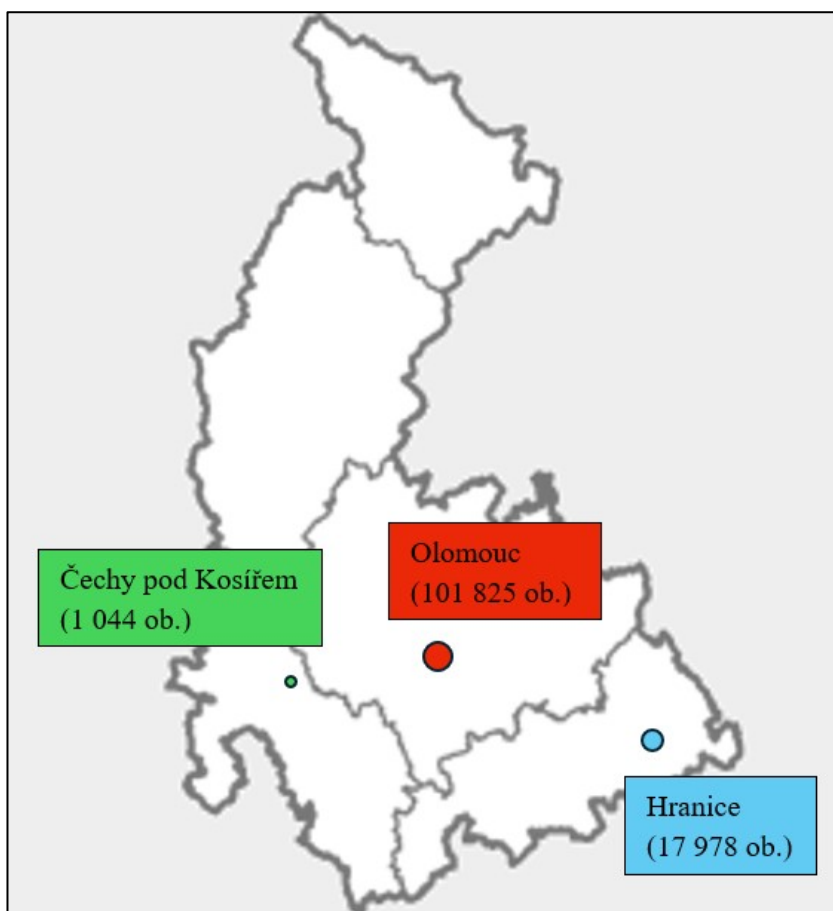 Olomouc
(101 825 ob.)
Čechy pod Kosířem
(1 044 ob.)
Hranice
(17 978 ob.)